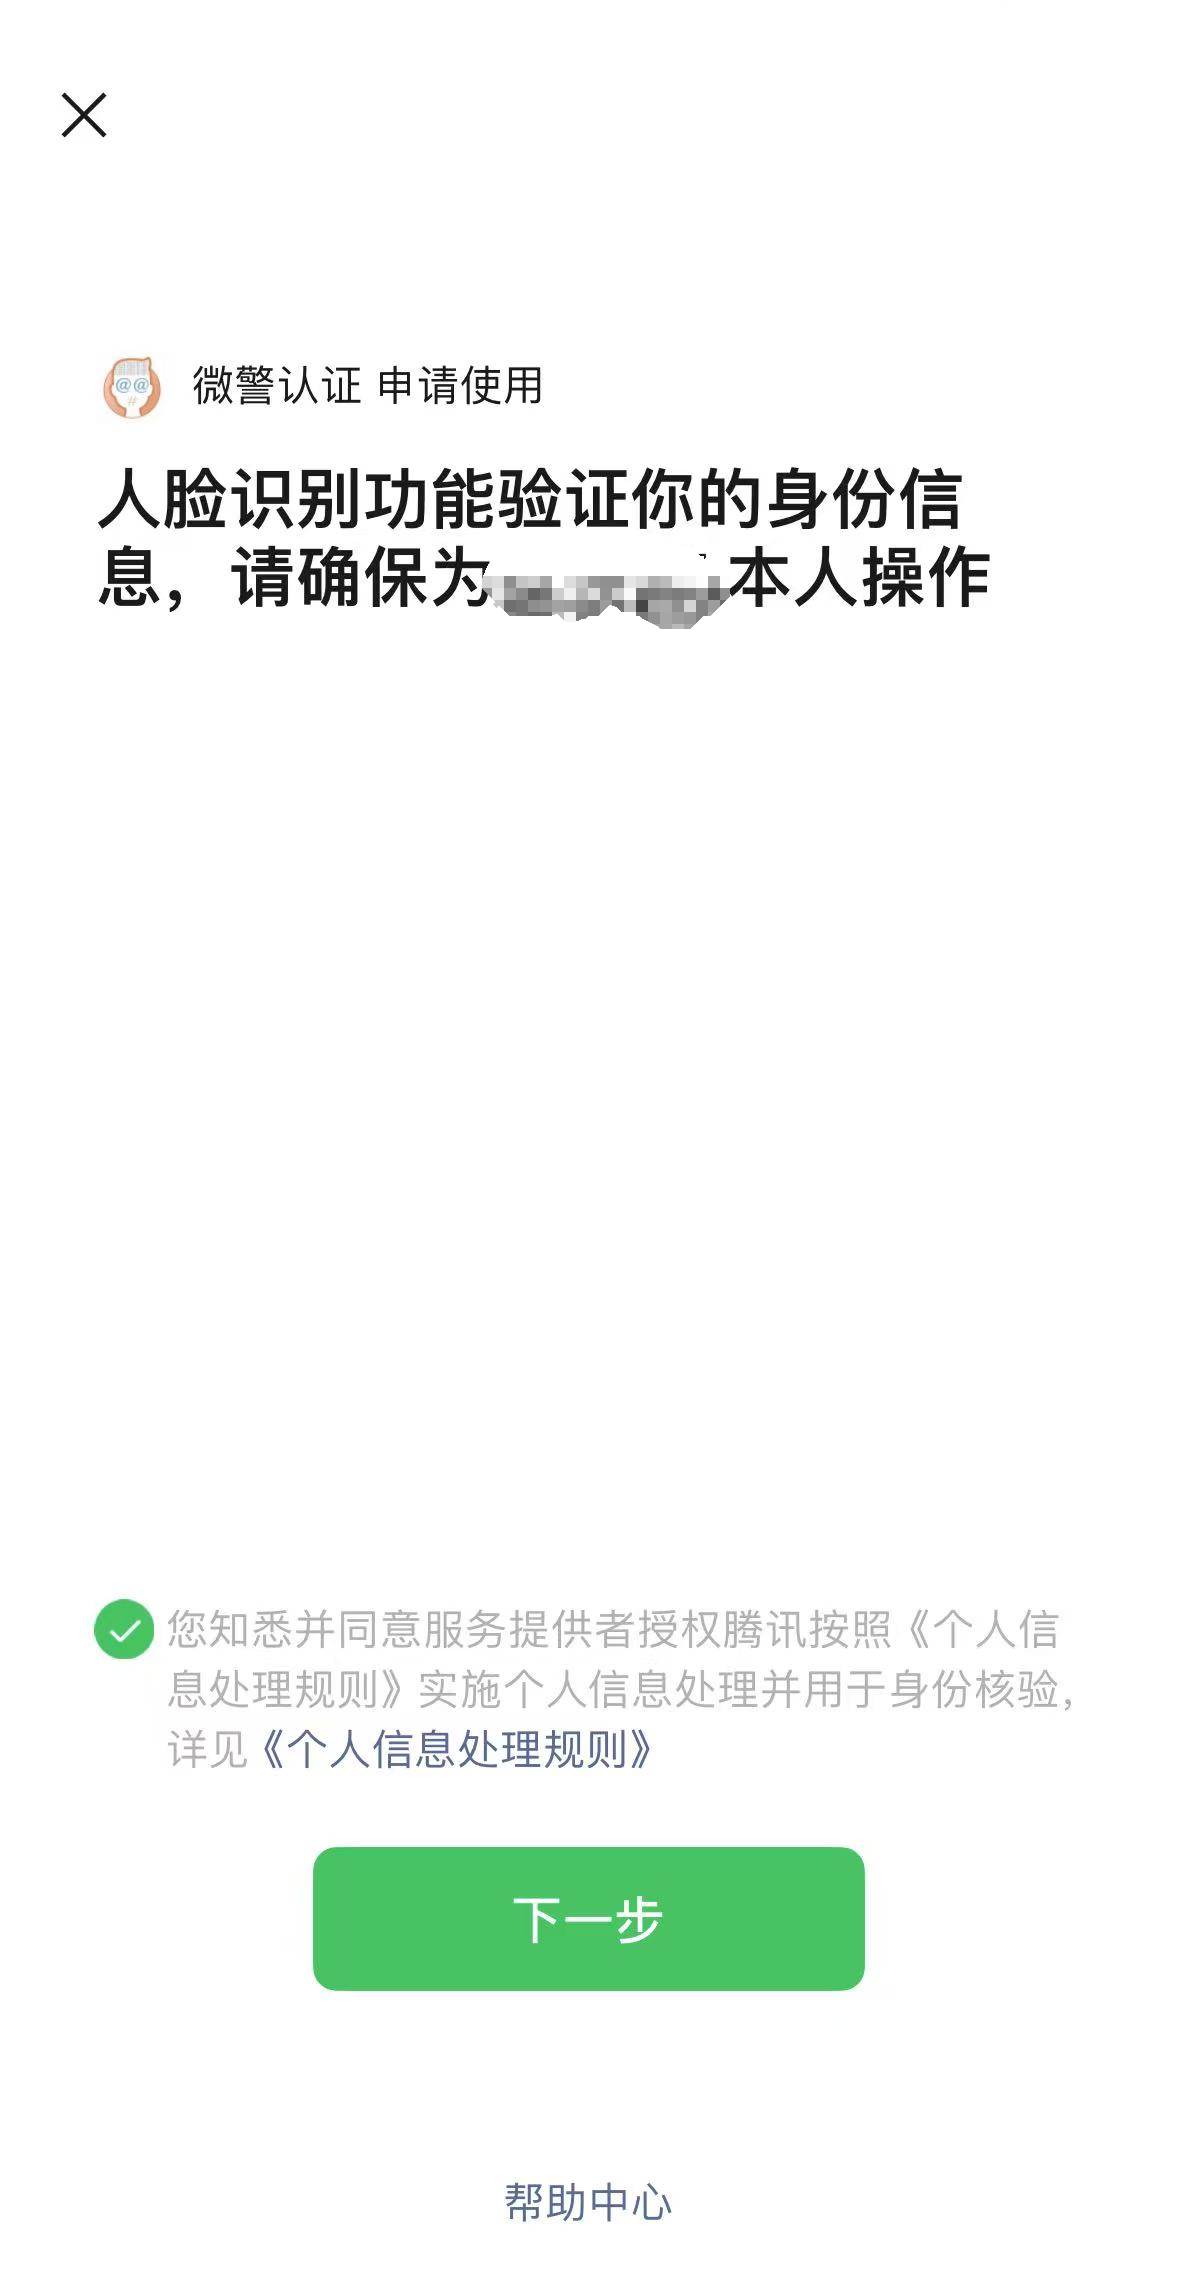 微警认证 申请使用
人脸识别功能验证你的身份信
息，请确保为 本人操作
您知悉并同意服务提供者授权腾讯按照《个人信
息处理规则》实施个人信息处理并用于身份核验，
详见《个人信息处理规则》
下一步
帮助中心